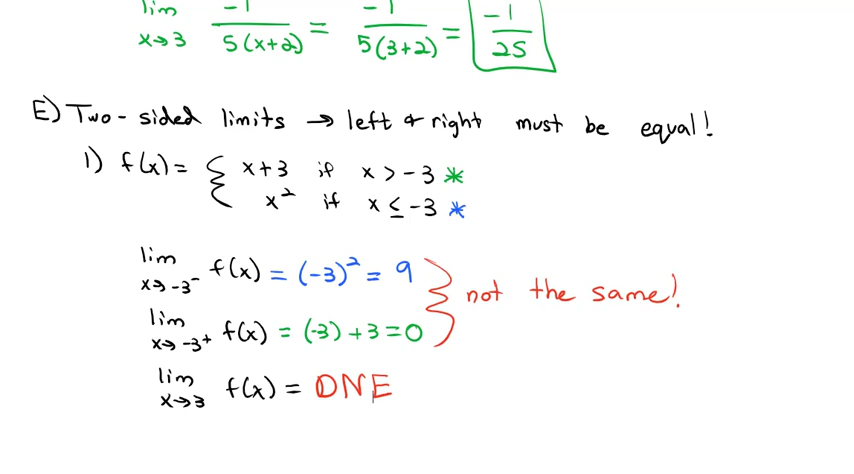 lim x→3 -1/5(x+2) = -1/5(3+2) = -1/25
E) Two-sided limits → left & right must be equal!
1) f(x) = { x+3 if x > -3 *
x² if x ≤ -3 *
lim x→-3⁻ f(x) = (-3)² = 9
not the same!
lim x→-3⁺ f(x) = (-3)+3=0
lim x→3 f(x) = DNE